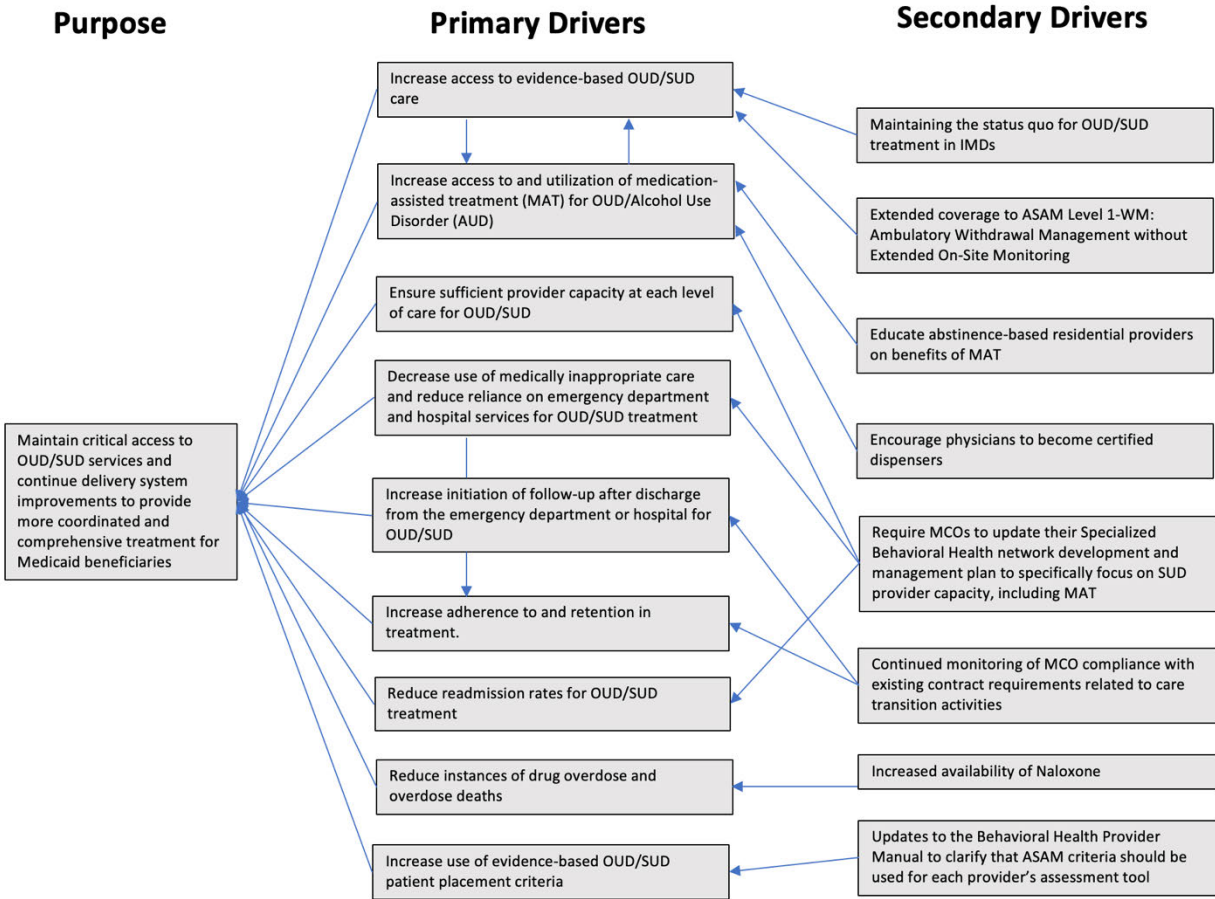 Purpose
Primary Drivers
Secondary Drivers
Maintain critical access to
OUD/SUD services and
continue delivery system
improvements to provide
more coordinated and
comprehensive treatment for
Medicaid beneficiaries
Increase access to evidence-based OUD/SUD
care
Increase access to and utilization of medication-
assisted treatment (MAT) for OUD/Alcohol Use
Disorder (AUD)
Ensure sufficient provider capacity at each level
of care for OUD/SUD
Decrease use of medically inappropriate care
and reduce reliance on emergency department
and hospital services for OUD/SUD treatment
Increase initiation of follow-up after discharge
from the emergency department or hospital for
OUD/SUD
Increase adherence to and retention in
treatment.
Reduce readmission rates for OUD/SUD
treatment
Reduce instances of drug overdose and
overdose deaths
Increase use of evidence-based OUD/SUD
patient placement criteria
Maintaining the status quo for OUD/SUD
treatment in IMDs
Extended coverage to ASAM Level 1-WM:
Ambulatory Withdrawal Management without
Extended On-Site Monitoring
Educate abstinence-based residential providers
on benefits of MAT
Encourage physicians to become certified
dispensers
Require MCOs to update their Specialized
Behavioral Health network development and
management plan to specifically focus on SUD
provider capacity, including MAT
Continued monitoring of MCO compliance with
existing contract requirements related to care
transition activities
Increased availability of Naloxone
Updates to the Behavioral Health Provider
Manual to clarify that ASAM criteria should be
used for each provider's assessment tool